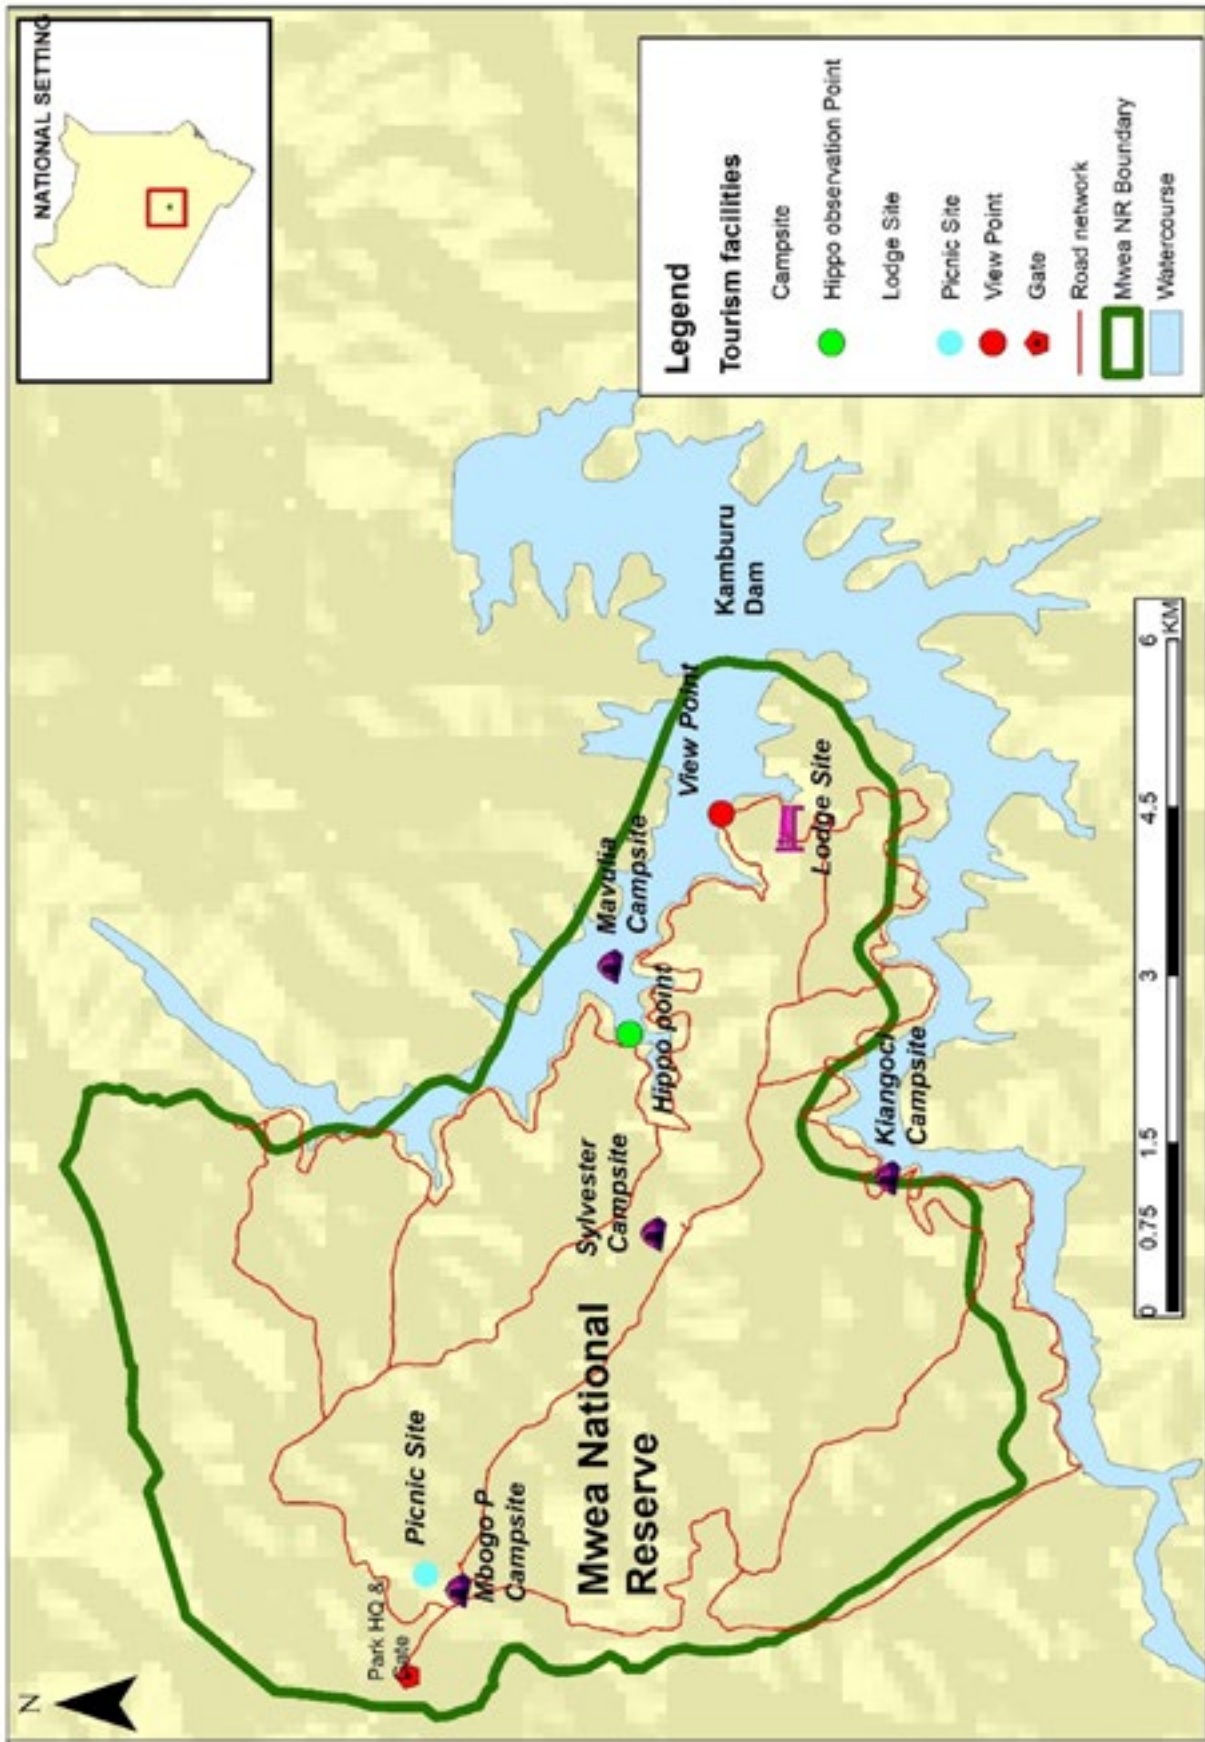 N
NATIONAL SETTING
Park HQ &
Gate
Picnic Site
Mbogo P
Campsite
Mwea National
Reserve
Sylvester
Campsite
Hippo point
Mavulia
Campsite
View Point
Lodge Site
Kiangoci
Campsite
Kamburu
Dam
Legend
Tourism facilities
Campsite
Hippo observation Point
Lodge Site
Picnic Site
View Point
Gate
Road network
Mwea NR Boundary
Watercourse
0 0.75 1.5 3 4.5 6
KM